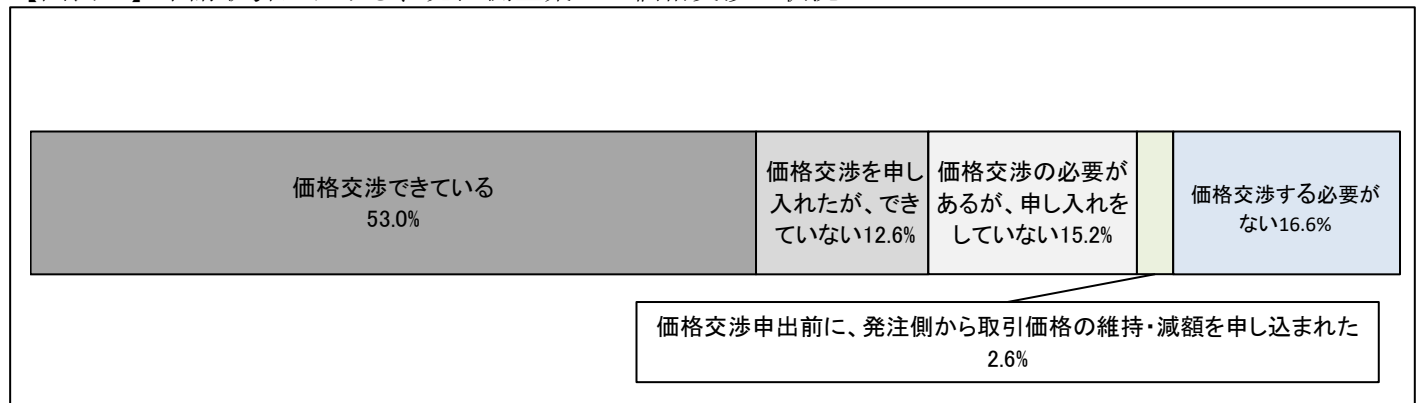 価格交渉できている
53.0%
価格交渉を申し
入れたが、でき
ていない12.6%
価格交渉の必要が
あるが、申し入れを
していない15.2%
価格交渉する必要が
ない16.6%
価格交渉申出前に、発注側から取引価格の維持・減額を申し込まれた
2.6%